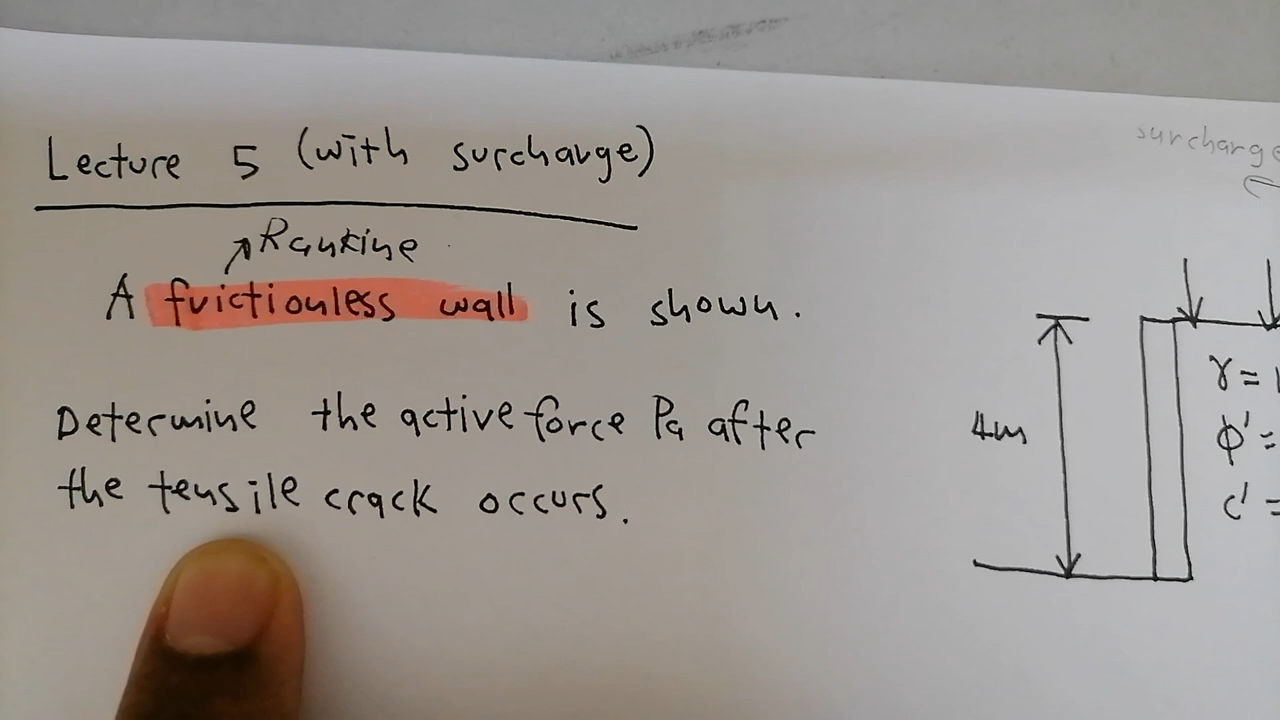 Lecture 5 (with surcharge)
Rankine
A frictionless wall is shown.
Determine the active force Pa after
the tensile crack occurs.
surcharge
4m
γ = 1
ϕ' =
c' =